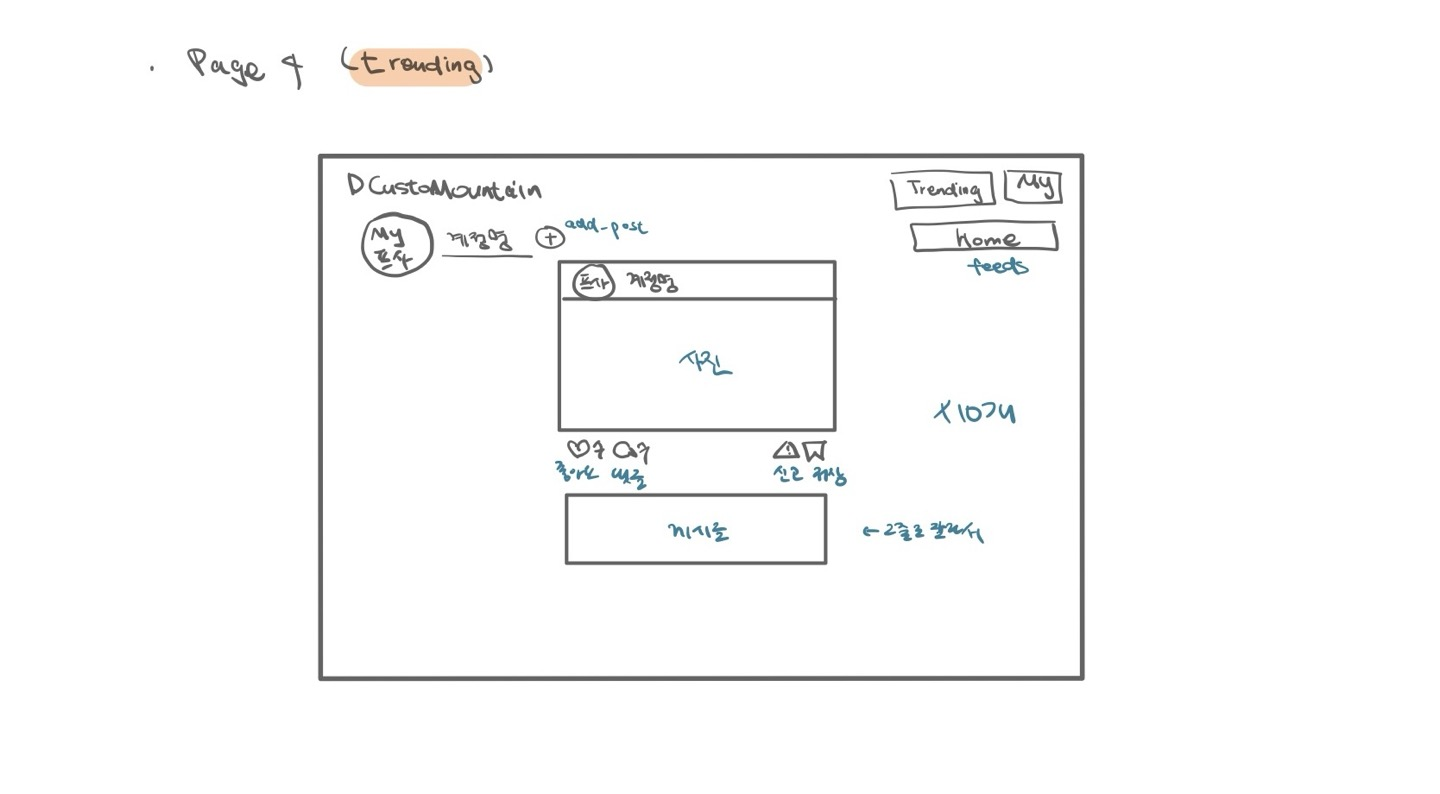 · Page 4 (trending)
DCustoMountain
Trending
My
My
프사
계정명
+
add-post
Home
feeds
프사
계정명
사진
x10개
좋아요 댓글
신고 저장
게시글
←2줄로 잘라서